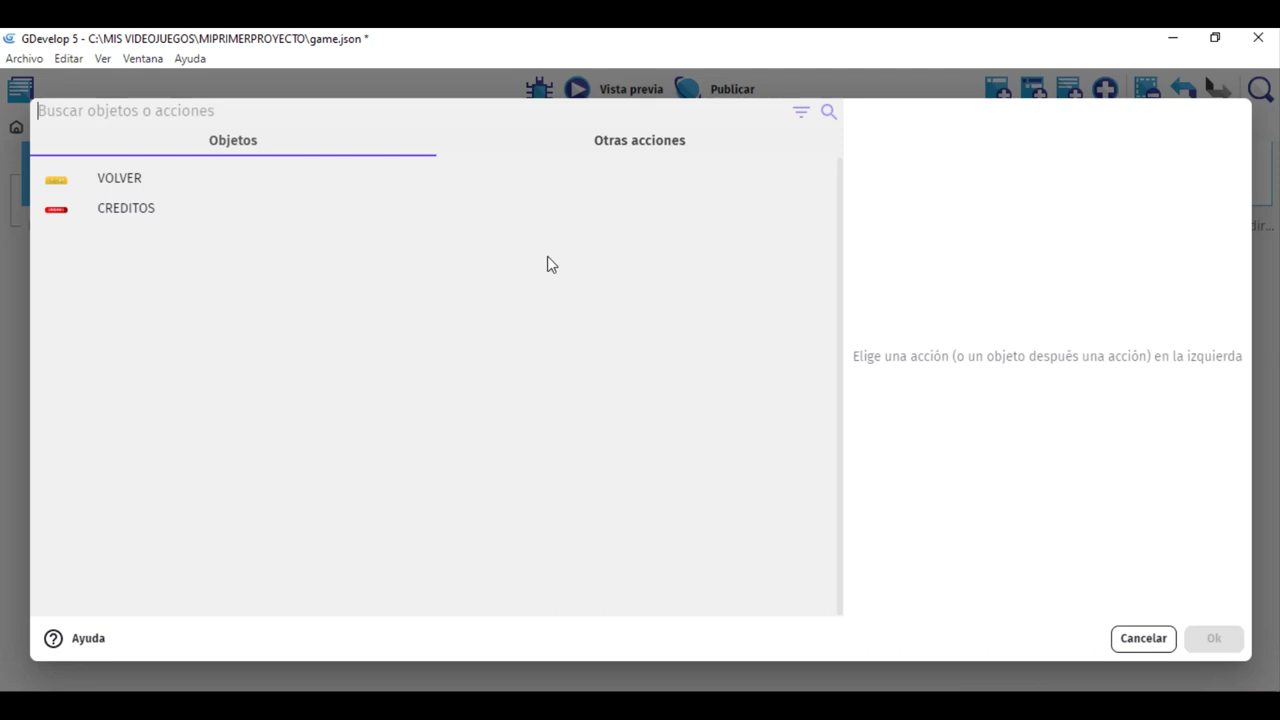 GDevelop 5 - C:\MIS VIDEOJUEGOS\MIPRIMERPROYECTO\game.json *
Archivo Editar Ver Ventana Ayuda
Vista previa Publicar
Buscar objetos o acciones
Objetos Otras acciones
VOLVER
CREDITOS
dir...
Elige una acción (o un objeto después una acción) en la izquierda
Ayuda
Cancelar Ok